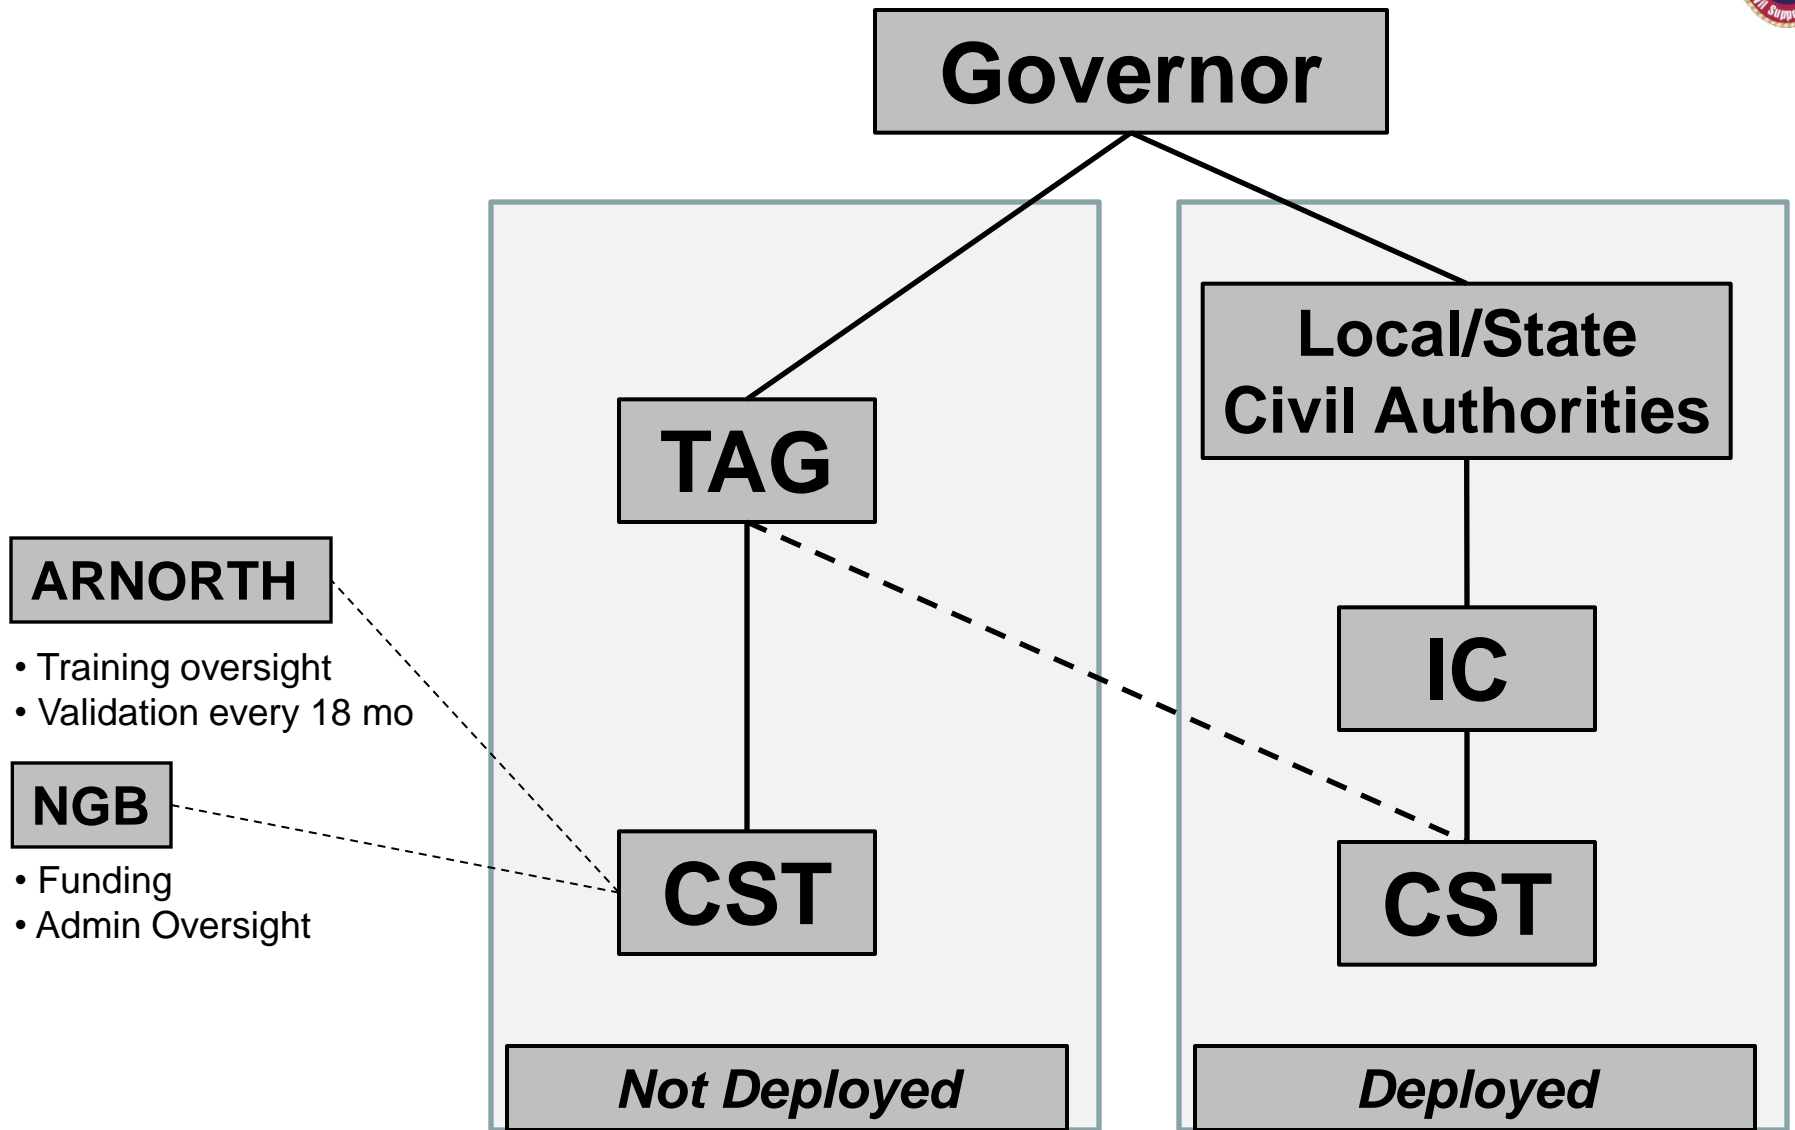 Governor
Local/State
Civil Authorities
TAG
ARNORTH
• Training oversight
• Validation every 18 mo
IC
NGB
• Funding
• Admin Oversight
CST
CST
Not Deployed
Deployed